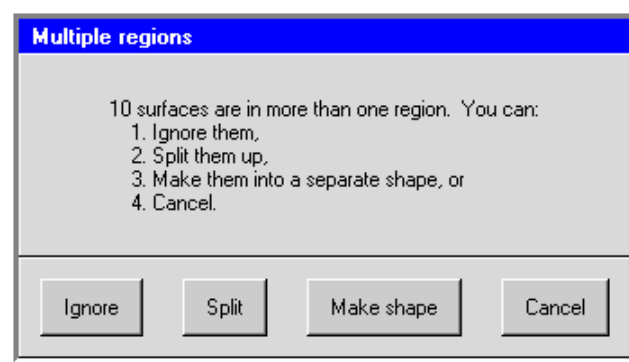 Multiple regions
10 surfaces are in more than one region.  You can:
1. Ignore them,
2. Split them up,
3. Make them into a separate shape, or
4. Cancel.
Ignore Split Make shape Cancel